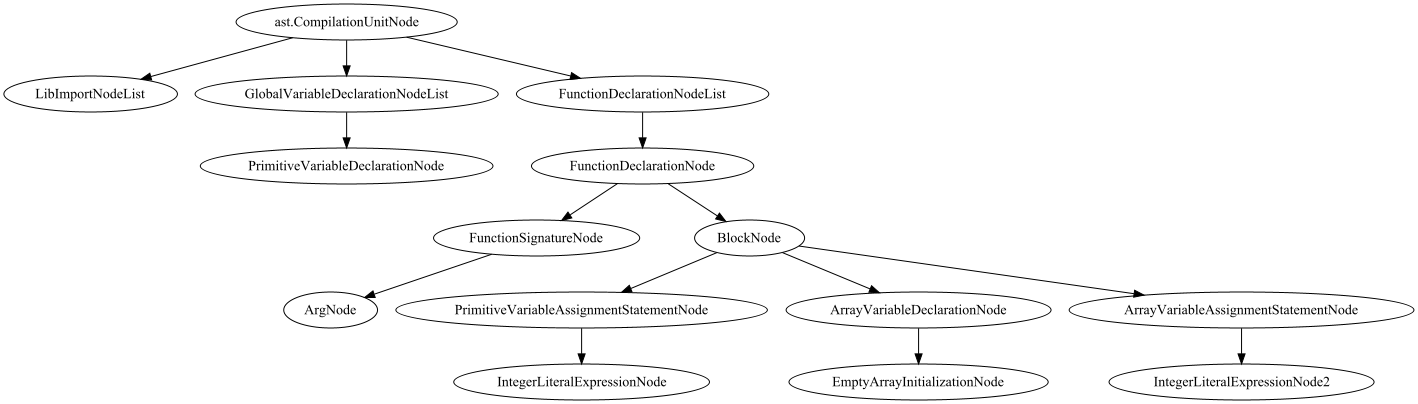 ast.CompilationUnitNode
LibImportNodeList
GlobalVariableDeclarationNodeList
FunctionDeclarationNodeList
PrimitiveVariableDeclarationNode
FunctionDeclarationNode
FunctionSignatureNode
BlockNode
ArgNode
PrimitiveVariableAssignmentStatementNode
ArrayVariableDeclarationNode
ArrayVariableAssignmentStatementNode
IntegerLiteralExpressionNode
EmptyArrayInitializationNode
IntegerLiteralExpressionNode2